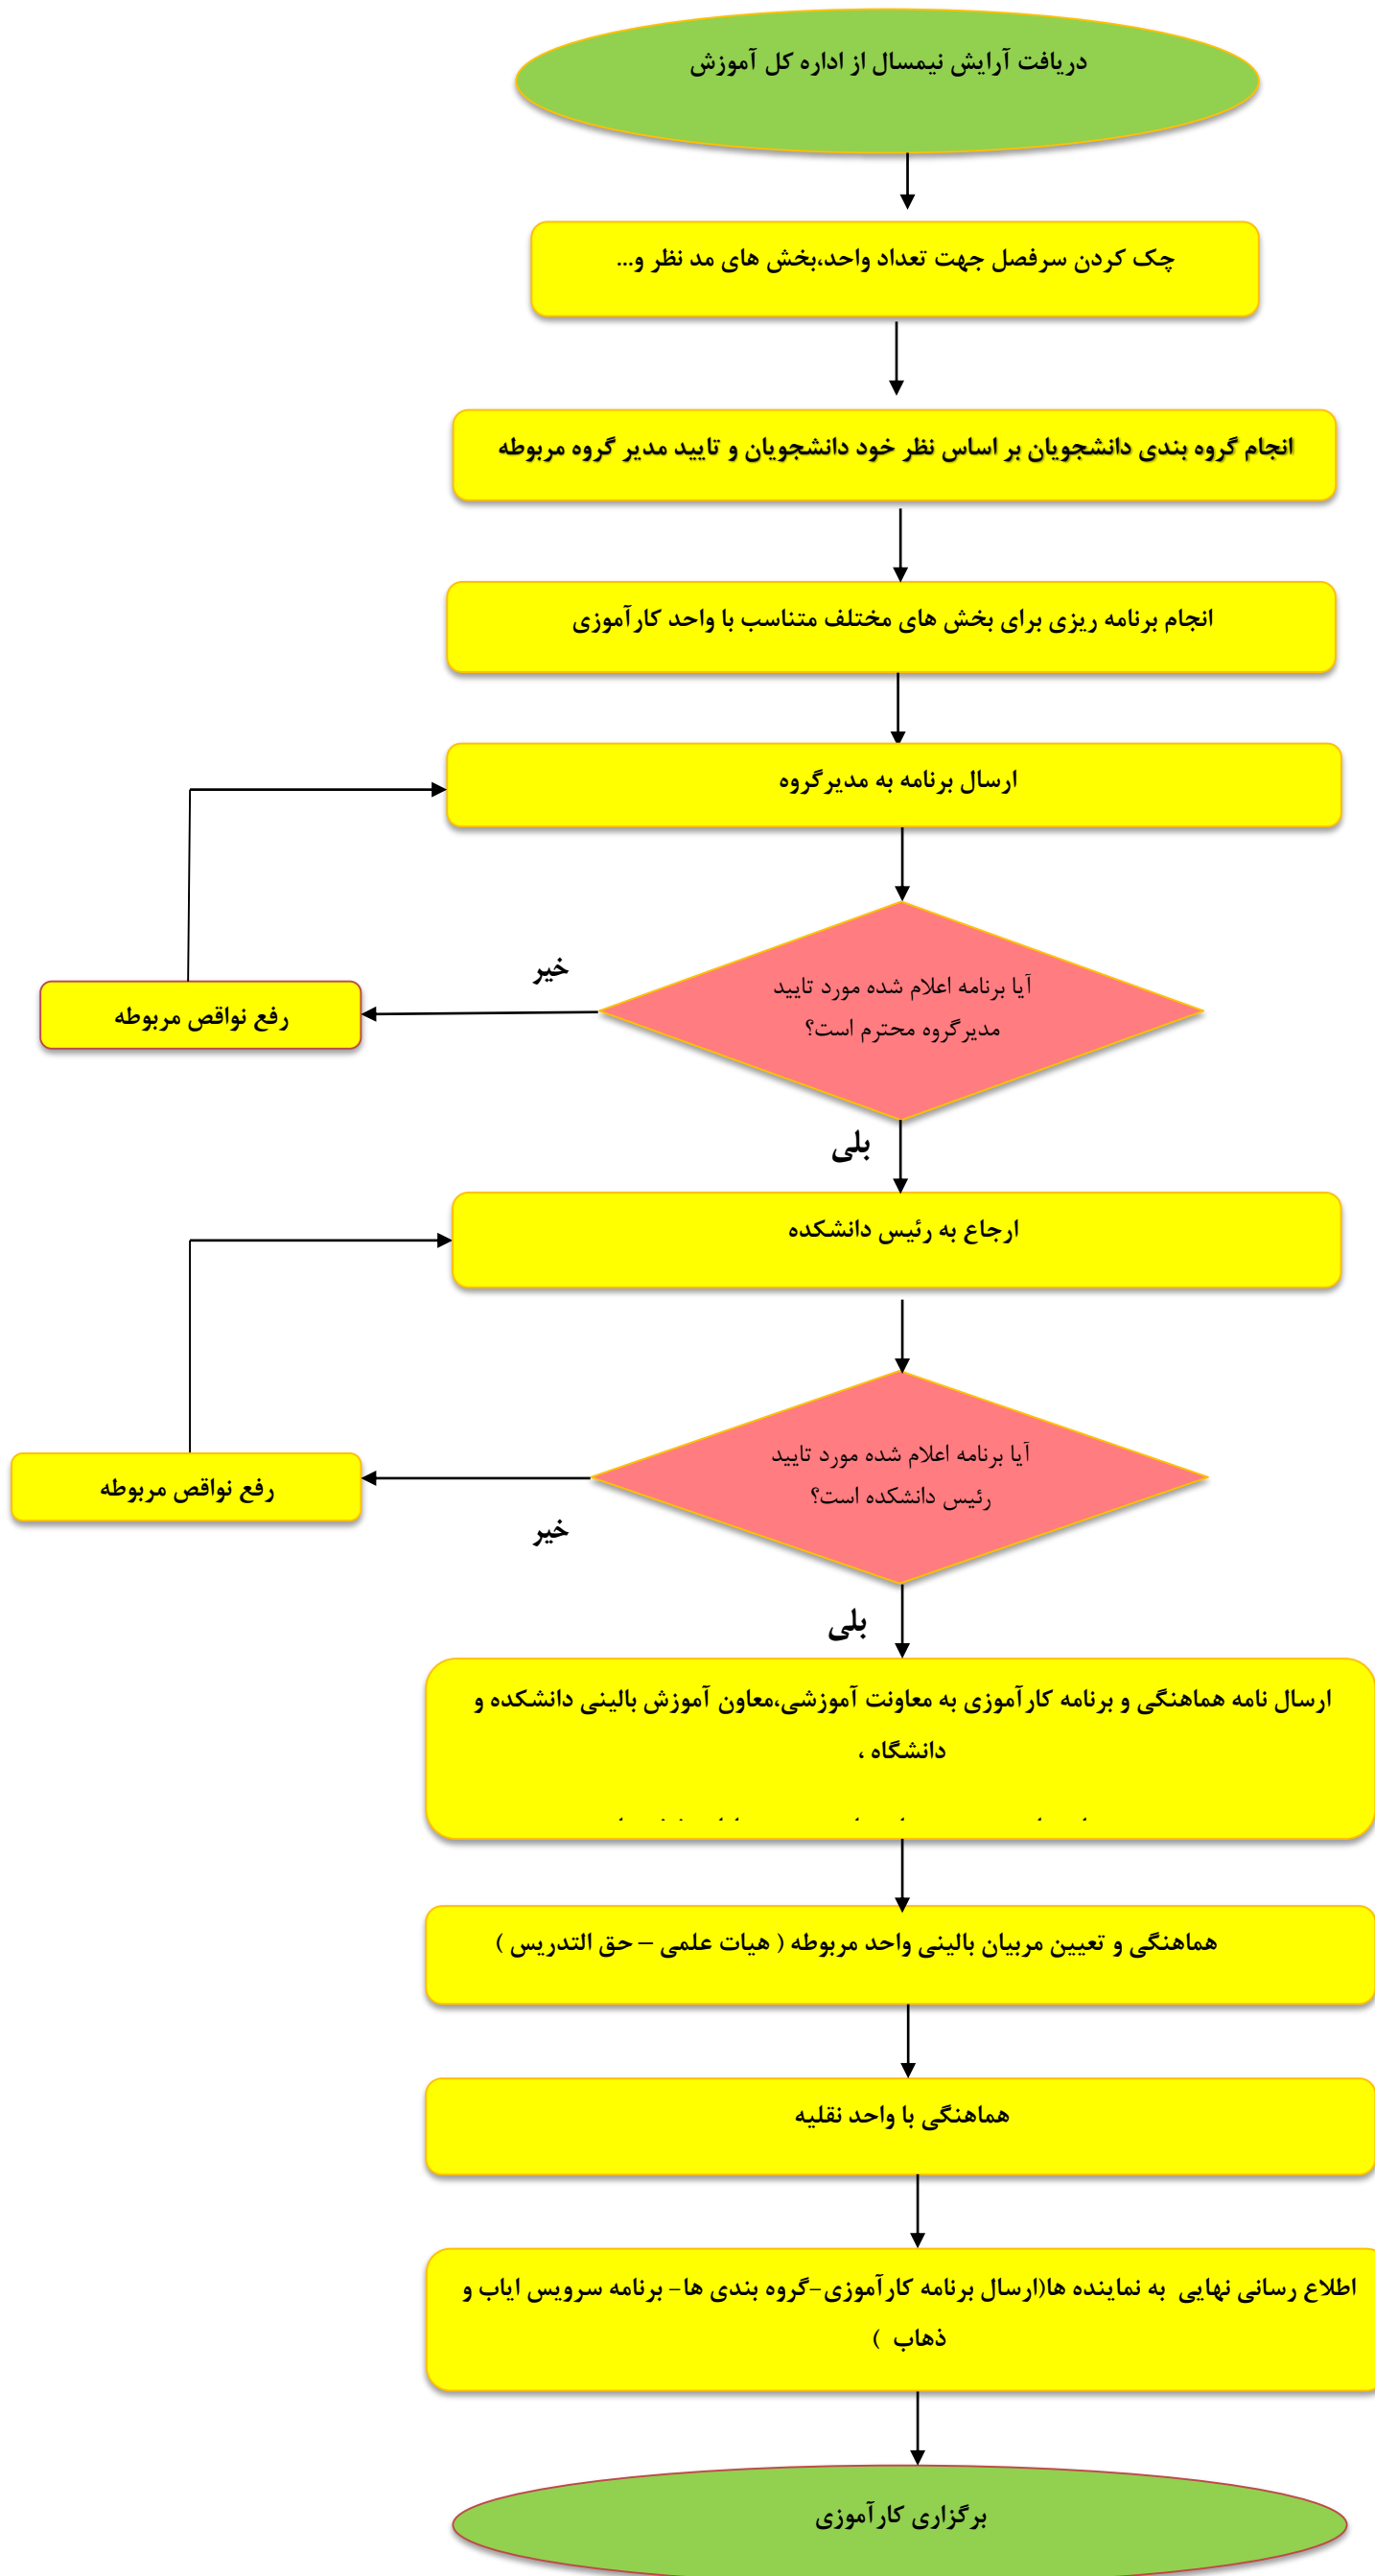 دریافت آرایش نیمسال از اداره کل آموزش
چک کردن سرفصل جهت تعداد واحد،بخش های مد نظر و...
انجام گروه بندی دانشجویان بر اساس نظر خود دانشجویان و تایید مدیر گروه مربوطه
انجام برنامه ریزی برای بخش های مختلف متناسب با واحد کارآموزی
ارسال برنامه به مدیرگروه
آیا برنامه اعلام شده مورد تایید
مدیرگروه محترم است؟
خیر
رفع نواقص مربوطه
بلی
ارجاع به رئیس دانشکده
آیا برنامه اعلام شده مورد تایید
رئیس دانشکده است؟
خیر
رفع نواقص مربوطه
بلی
ارسال نامه هماهنگی و برنامه کارآموزی به معاونت آموزشی،معاون آموزش بالینی دانشکده و
دانشگاه ،
هماهنگی و تعیین مربیان بالینی واحد مربوطه ( هیات علمی – حق التدریس )
هماهنگی با واحد نقلیه
اطلاع رسانی نهایی به نماینده ها(ارسال برنامه کارآموزی-گروه بندی ها- برنامه سرویس ایاب و
ذهاب )
برگزاری کارآموزی